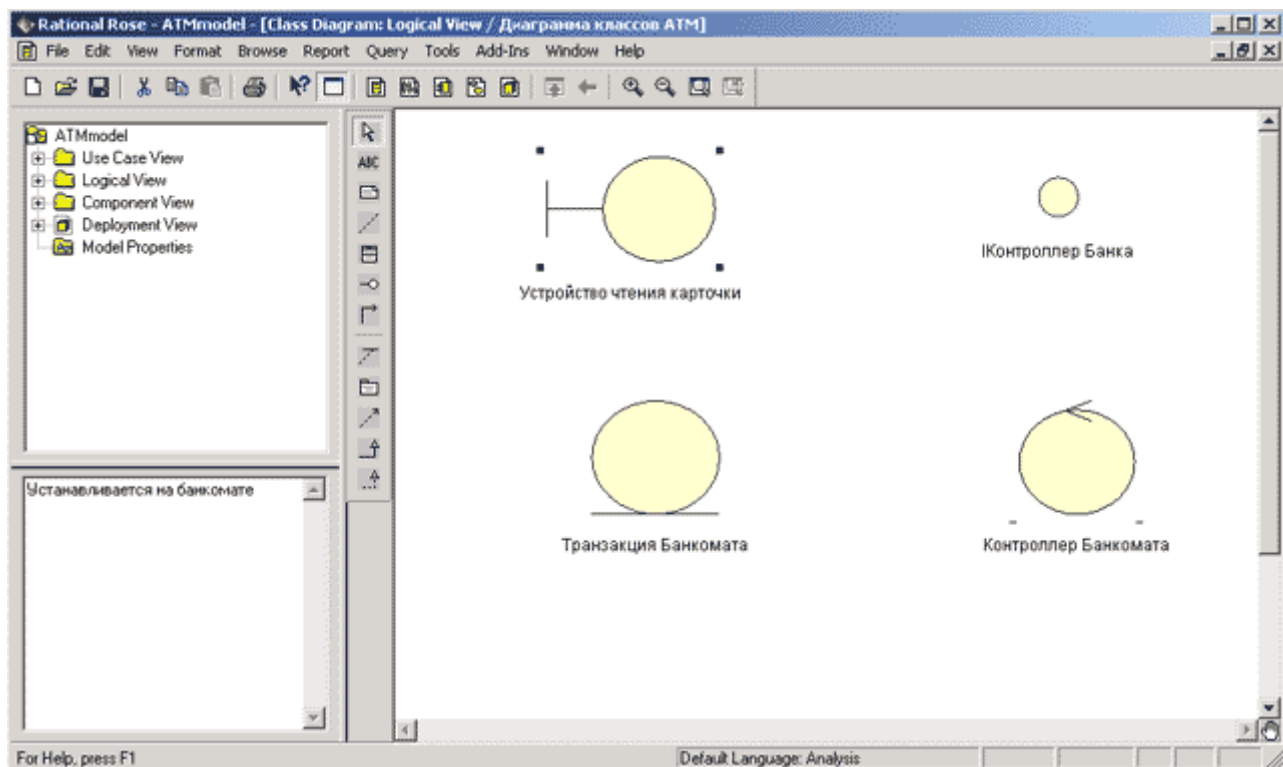 Rational Rose - ATMmodel - [Class Diagram: Logical View / Диаграмма классов ATM]
File Edit View Format Browse Report Query Tools Add-Ins Window Help
ATMmodel
Use Case View
Logical View
Component View
Deployment View
Model Properties
ABC
Устройство чтения карточки
IКонтроллер Банка
Транзакция Банкомата
Контроллер Банкомата
Устанавливается на банкомате
For Help, press F1
Default Language: Analysis